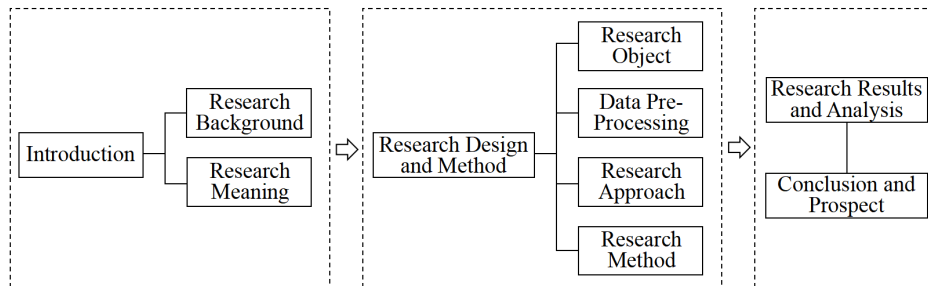 Introduction
Research
Background
Research
Meaning
Research Design
and Method
Research
Object
Data Pre-
Processing
Research
Approach
Research
Method
Research Results
and Analysis
Conclusion and
Prospect